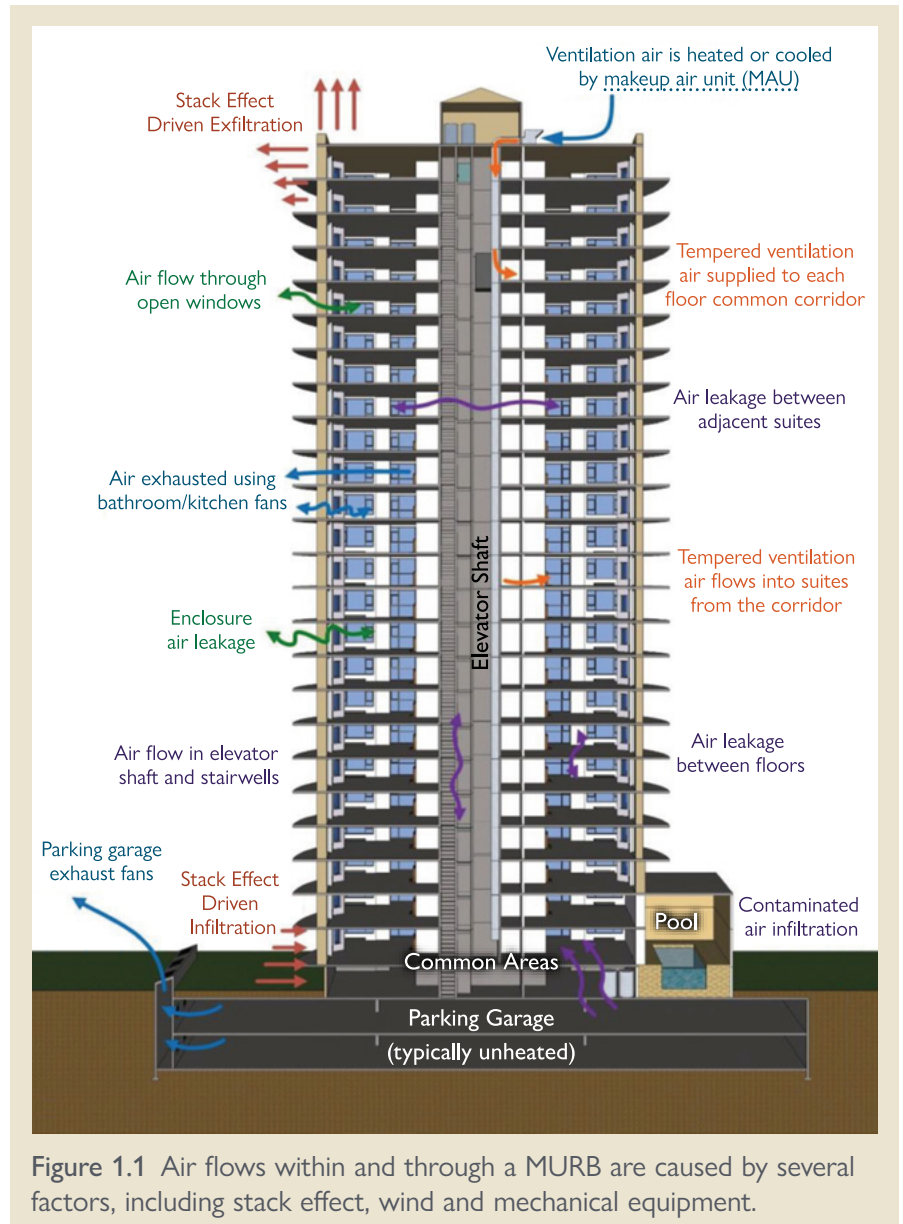 Ventilation air is heated or cooled
by makeup air unit (MAU)
Stack Effect
Driven Exfiltration
Air flow through
open windows
Tempered ventilation
air supplied to each
floor common corridor
Air leakage between
adjacent suites
Air exhausted using
bathroom/kitchen fans
Elevator Shaft
Tempered ventilation
air flows into suites
from the corridor
Enclosure
air leakage
Air flow in elevator
shaft and stairwells
Air leakage
between floors
Parking garage
exhaust fans
Stack Effect
Driven
Infiltration
Pool
Contaminated
air infiltration
Common Areas
Parking Garage
(typically unheated)
Figure 1.1 Air flows within and through a MURB are caused by several
factors, including stack effect, wind and mechanical equipment.